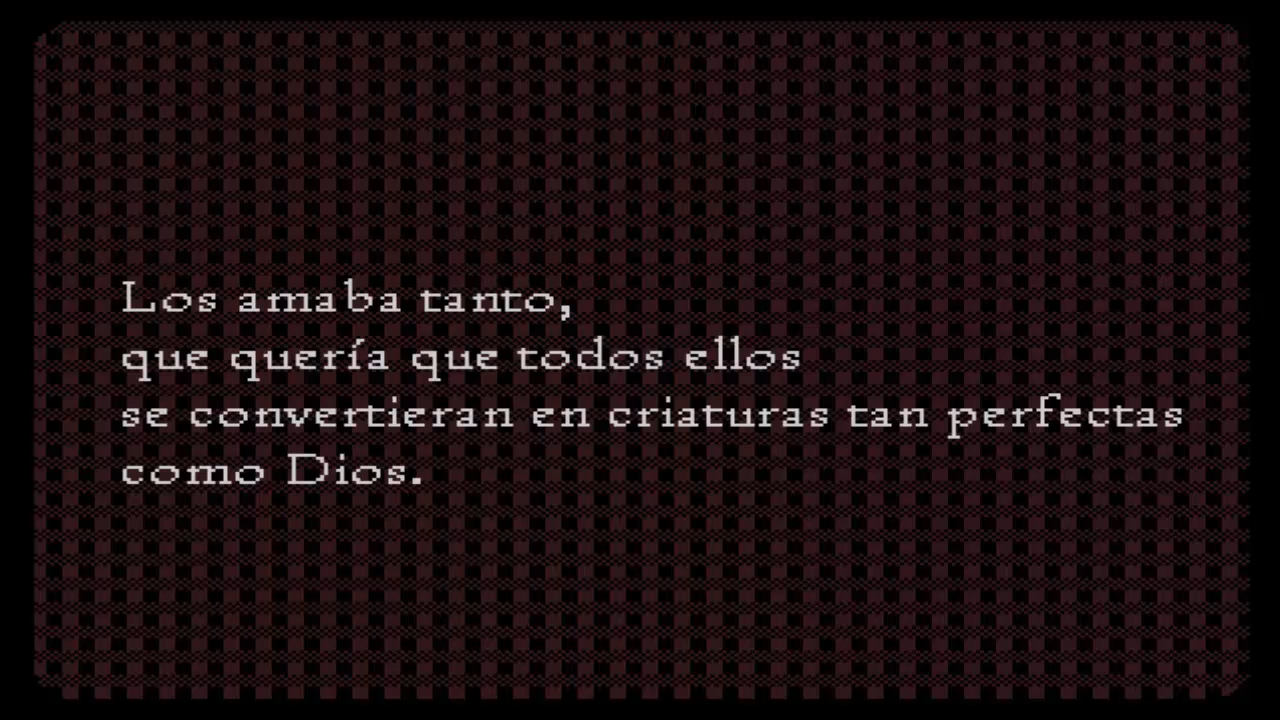 Los amaba tanto,
que quería que todos ellos
se convertieran en criaturas tan perfectas
como Dios.